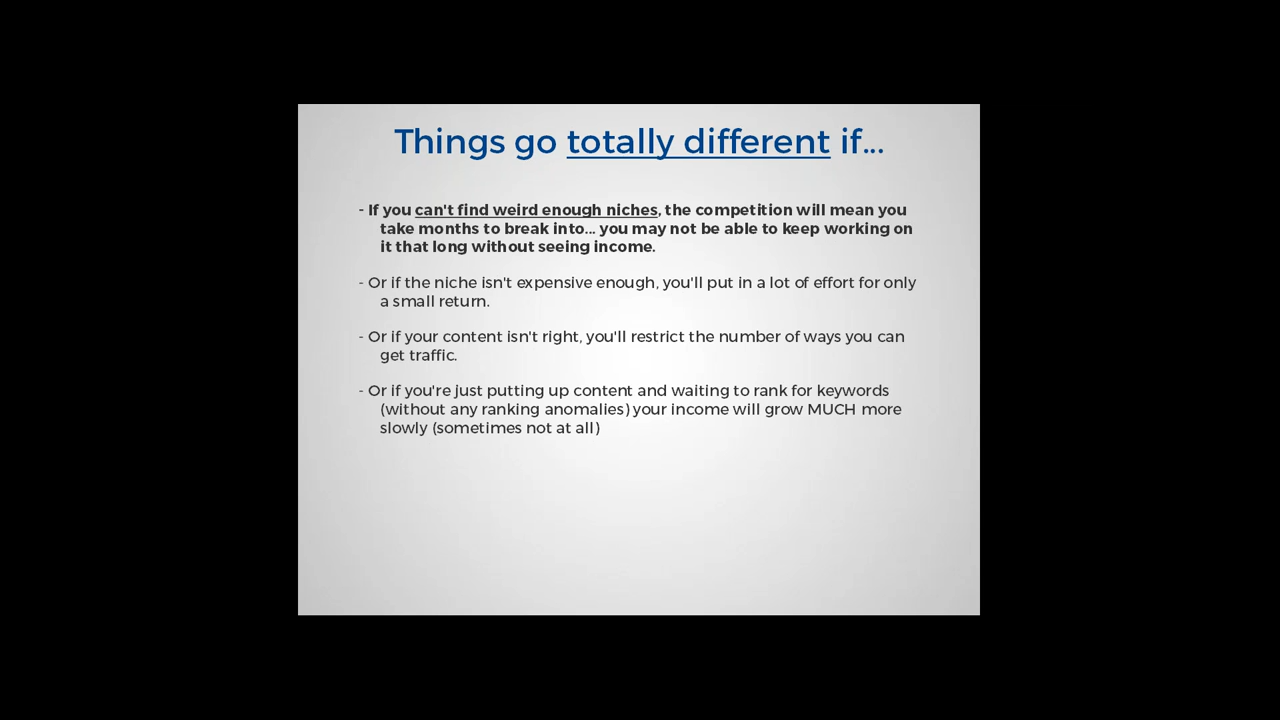 Things go totally different if...
- If you can't find weird enough niches, the competition will mean you
take months to break into... you may not be able to keep working on
it that long without seeing income.
- Or if the niche isn't expensive enough, you'll put in a lot of effort for only
a small return.
- Or if your content isn't right, you'll restrict the number of ways you can
get traffic.
- Or if you're just putting up content and waiting to rank for keywords
(without any ranking anomalies) your income will grow MUCH more
slowly (sometimes not at all)